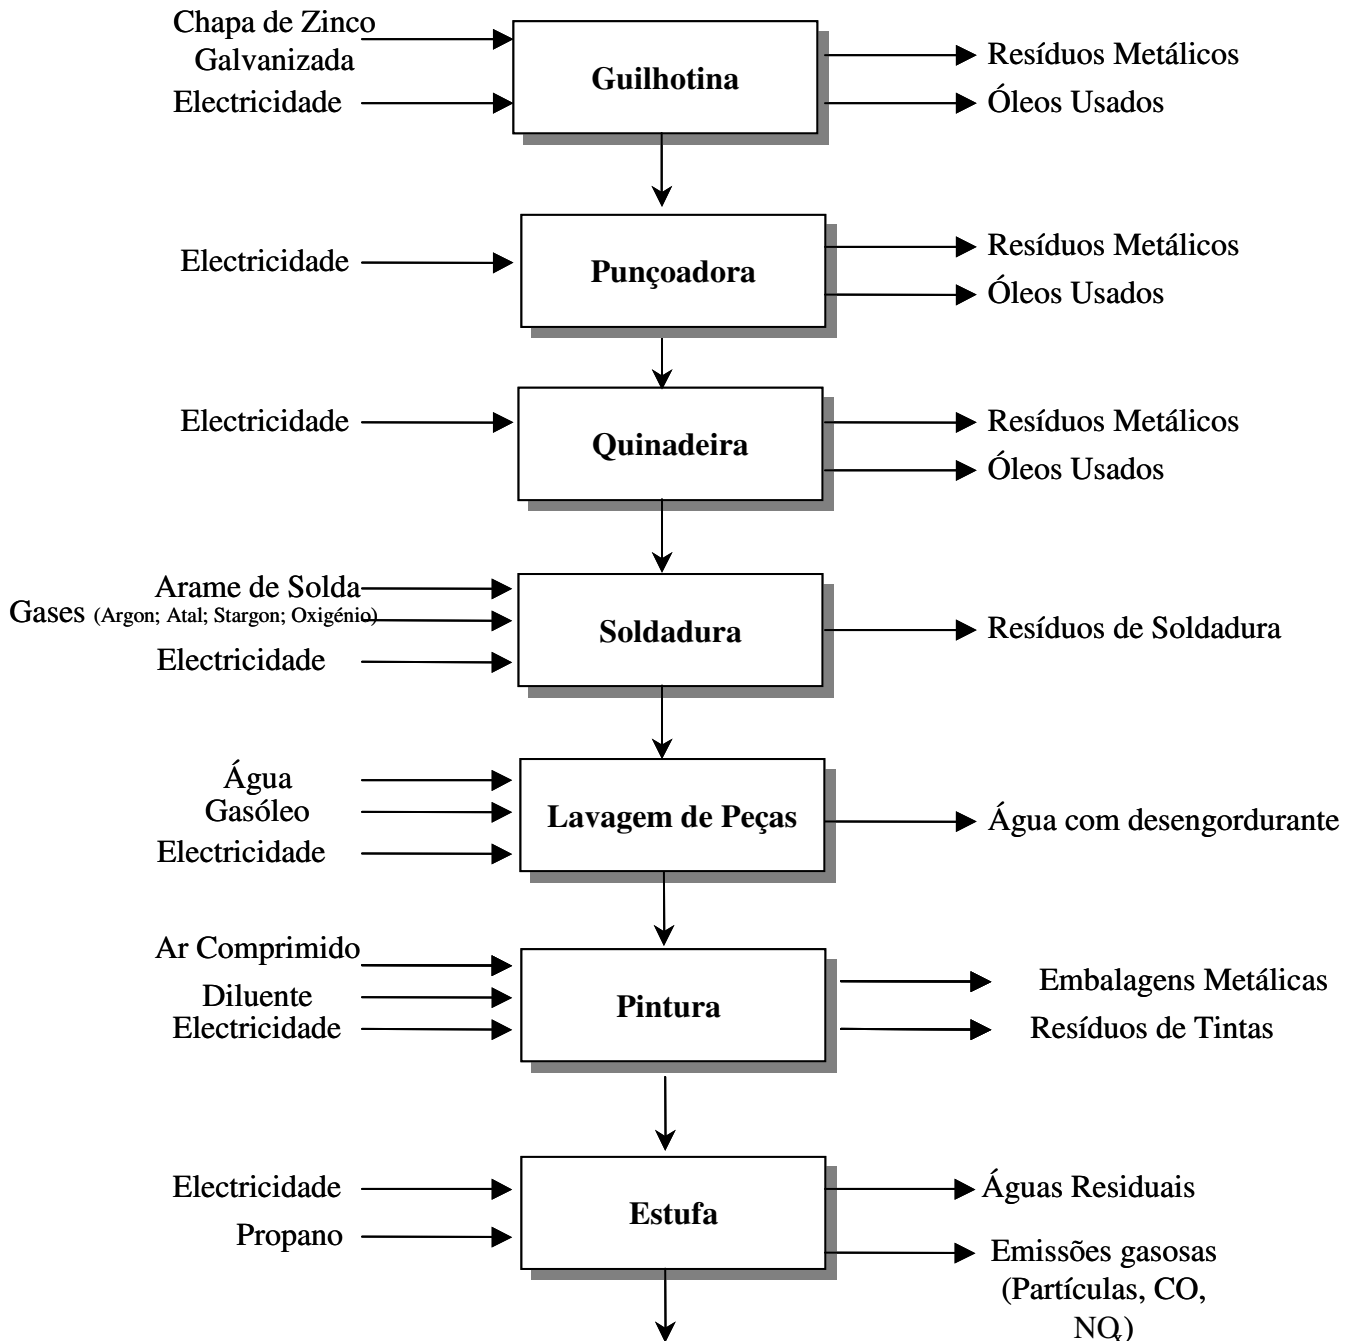 Chapa de Zinco
Galvanizada
Electricidade
Guilhotina
Resíduos Metálicos
Óleos Usados
Electricidade
Punçoadora
Resíduos Metálicos
Óleos Usados
Electricidade
Quinadeira
Resíduos Metálicos
Óleos Usados
Arame de Solda
Gases (Argon; Atal; Stargon; Oxigénio)
Electricidade
Soldadura
Resíduos de Soldadura
Água
Gasóleo
Electricidade
Lavagem de Peças
Água com desengordurante
Ar Comprimido
Diluente
Electricidade
Pintura
Embalagens Metálicas
Resíduos de Tintas
Electricidade
Propano
Estufa
Águas Residuais
Emissões gasosas
(Partículas, CO,
NOx)